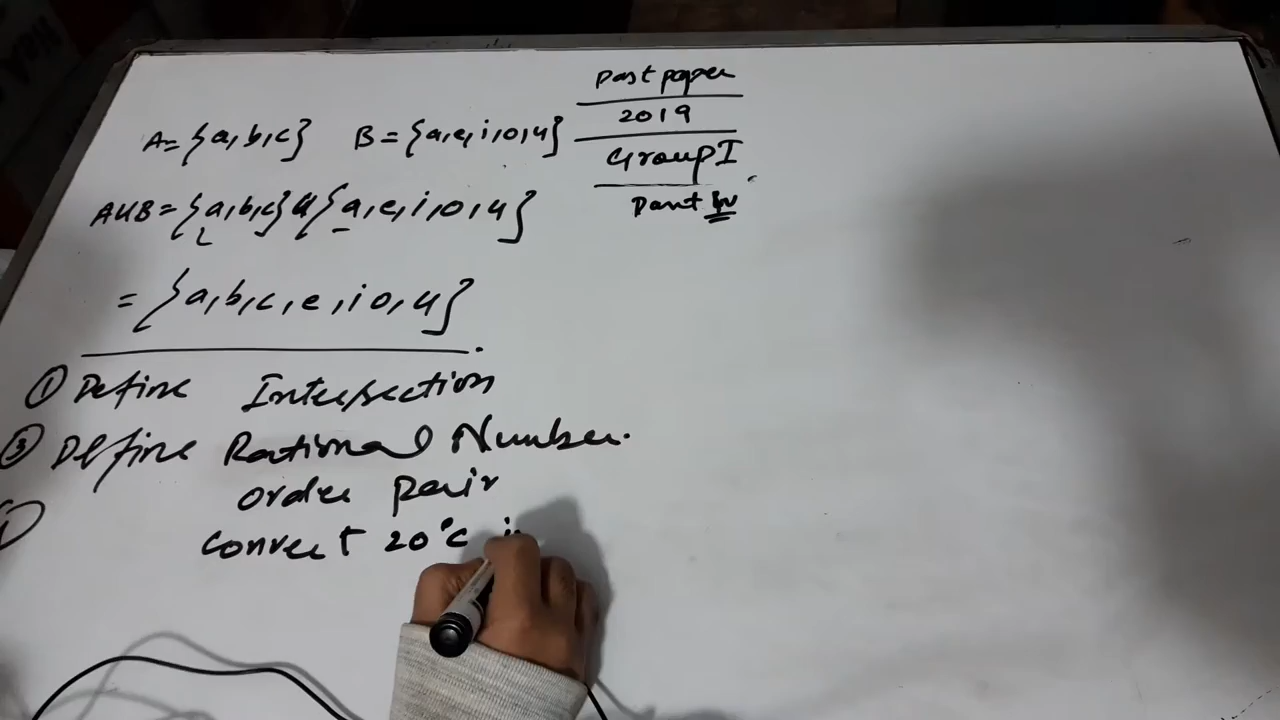 Past paper
2019
Group I
Part IV
A={a,b,c} B={a,e,i,o,u}
AUB={a,b,c}U{a,e,i,o,u}
={a,b,c,e,i o,u}
① Define Intersection
③ Define Rational Number.
order pair
convert 20°C i